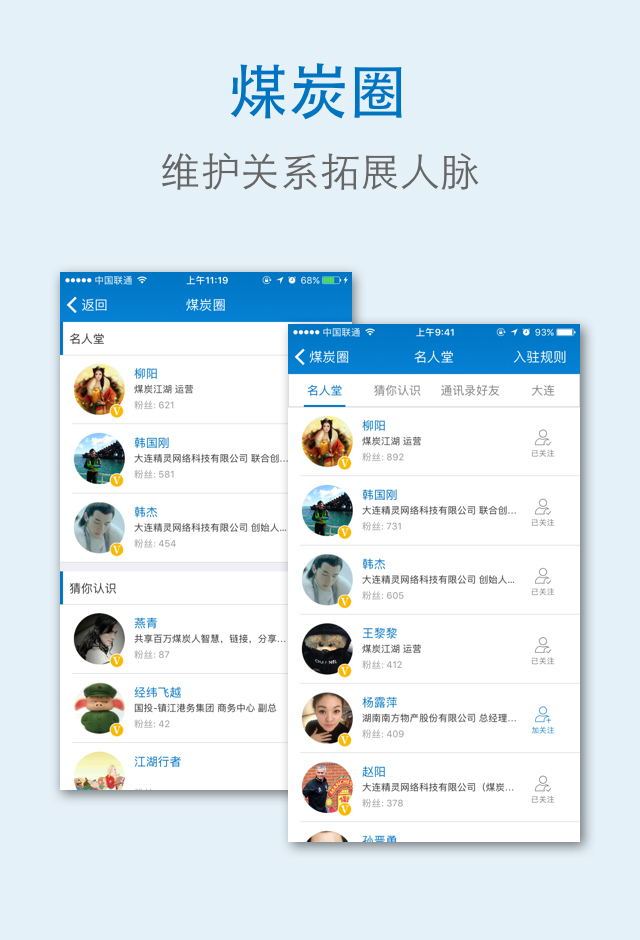 煤炭圈
维护关系拓展人脉
中国联通 上午11:19 68%
返回 煤炭圈
名人堂
柳阳
煤炭江湖 运营
粉丝: 621
韩国刚
大连精灵网络科技有限公司 联合创...
粉丝: 581
韩杰
大连精灵网络科技有限公司 创始人...
粉丝: 454
猜你认识
燕青
共享百万煤炭人智慧，链接，分享...
粉丝: 87
经纬飞越
国投-镇江港务集团 商务中心 副总
粉丝: 42
江湖行者
中国联通 上午9:41 93%
煤炭圈 名人堂 入驻规则
名人堂 猜你认识 通讯录好友 大连
柳阳
煤炭江湖 运营
粉丝: 892
已关注
韩国刚
大连精灵网络科技有限公司 联合创...
粉丝: 731
已关注
韩杰
大连精灵网络科技有限公司 创始人...
粉丝: 605
已关注
王黎黎
煤炭江湖 运营
粉丝: 412
已关注
杨露萍
湖南南方物产股份有限公司 总经理...
粉丝: 409
加关注
赵阳
大连精灵网络科技有限公司（煤炭...
粉丝: 378
已关注
孙晋勇